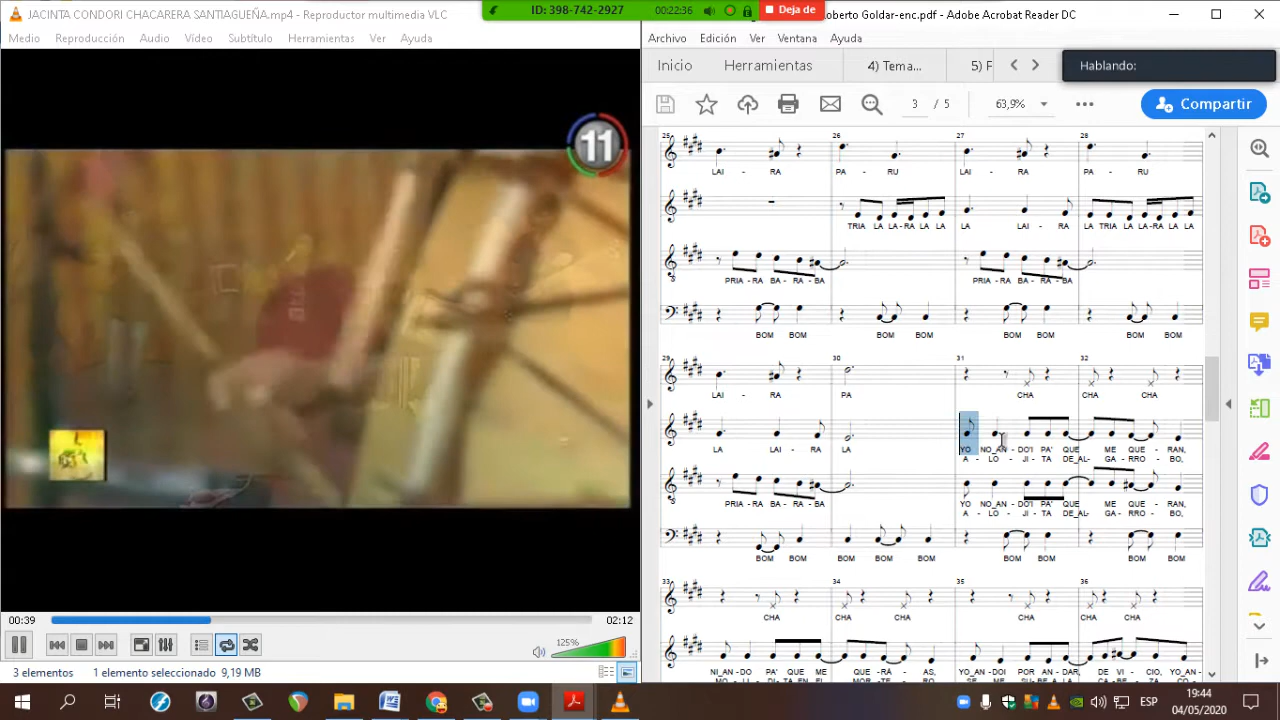 JACINTA CONDORI CHACARERA SANTIAGUEÑA.mp4 - Reproductor multimedia VLC
ID: 398-742-2927
00:22:36
Deja de
oberto Goldar-enc.pdf - Adobe Acrobat Reader DC
Medio Reproducción Audio Vídeo Subtítulo Herramientas Ver Ayuda
Archivo Edición Ver Ventana Ayuda
Inicio Herramientas 4) Tema... 5) F
Hablando:
3 / 5 63,9% Compartir
11
25 26 27 28
LAI - RA PA - RU LAI - RA PA - RU
TRIA LA LA-RA LA LA LA LAI - RA LA TRIA LA LA-RA LA LA
PRIA - RA BA - RA - BA PRIA - RA BA - RA - BA
BOM BOM BOM BOM BOM BOM BOM BOM
29 30 31 32
LAI - RA PA CHA CHA CHA
LA LAI - RA LA YO NO_AN - DO'I PA' QUE ME QUE - RAN,
A - LO - JI - TA DE_AL- GA - RRO - BO,
PRIA - RA BA - RA - BA YO NO_AN - DO'I PA' QUE ME QUE - RAN,
A - LO - JI - TA DE_AL- GA - RRO - BO,
BOM BOM BOM BOM BOM BOM BOM BOM BOM
33 34 35 36
CHA CHA CHA CHA CHA CHA
NI_AN - DO PA' QUE ME QUE - RA - AS, YO_AN - DOI POR AN - DAR, DE VI - CIO, YO_AN -
00:39 02:12
125%
3 elementos 1 elemento seleccionado 9,19 MB
ESP
19:44
04/05/2020